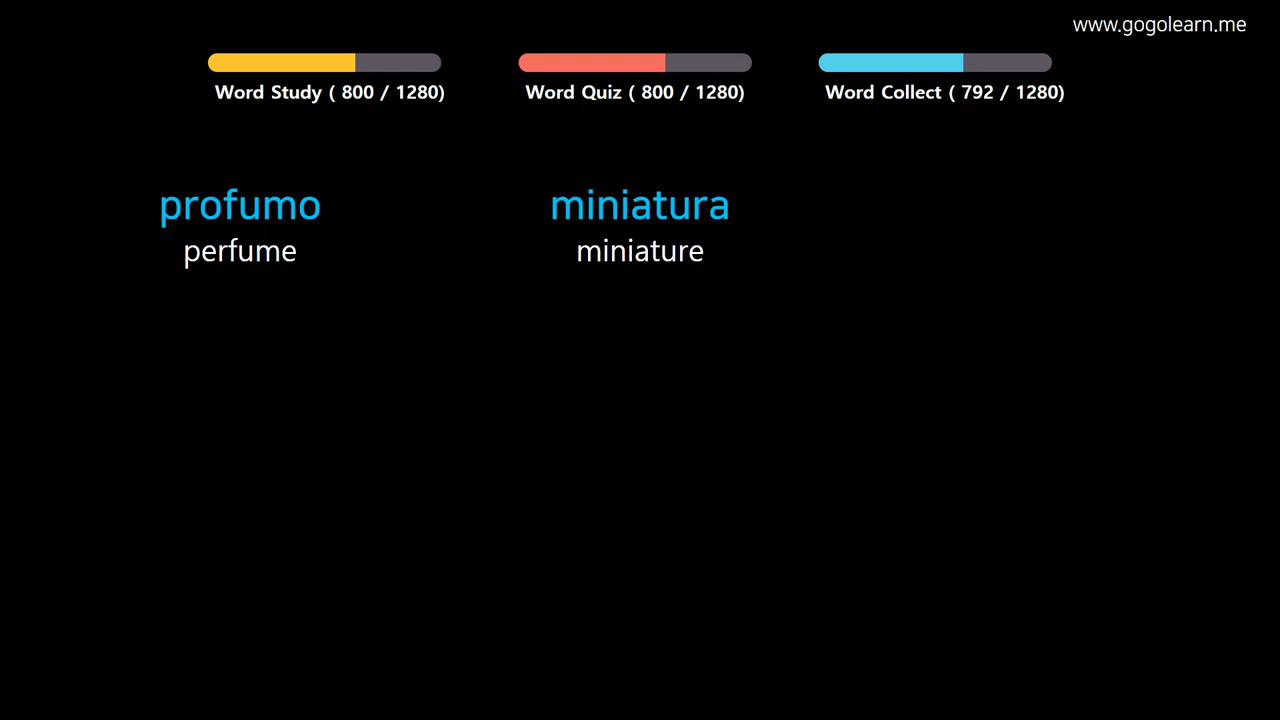 www.gogolearn.me
Word Study ( 800 / 1280)
Word Quiz ( 800 / 1280)
Word Collect ( 792 / 1280)
profumo
perfume
miniatura
miniature